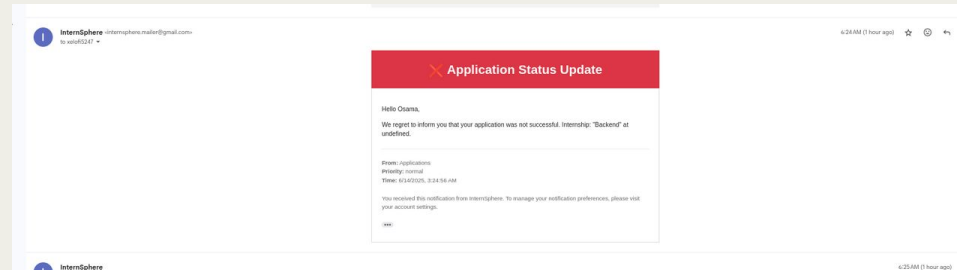 I
InternSphere <internsphere.mailer@gmail.com>
6:24 AM (1 hour ago)
to xelofi5247
❌ Application Status Update
Hello Osama,
We regret to inform you that your application was not successful. Internship: "Backend" at
undefined.
From: Applications
Priority: normal
Time: 6/14/2025, 3:24:56 AM
You received this notification from InternSphere. To manage your notification preferences, please visit
your account settings.
InternSphere
6:25 AM (1 hour ago)